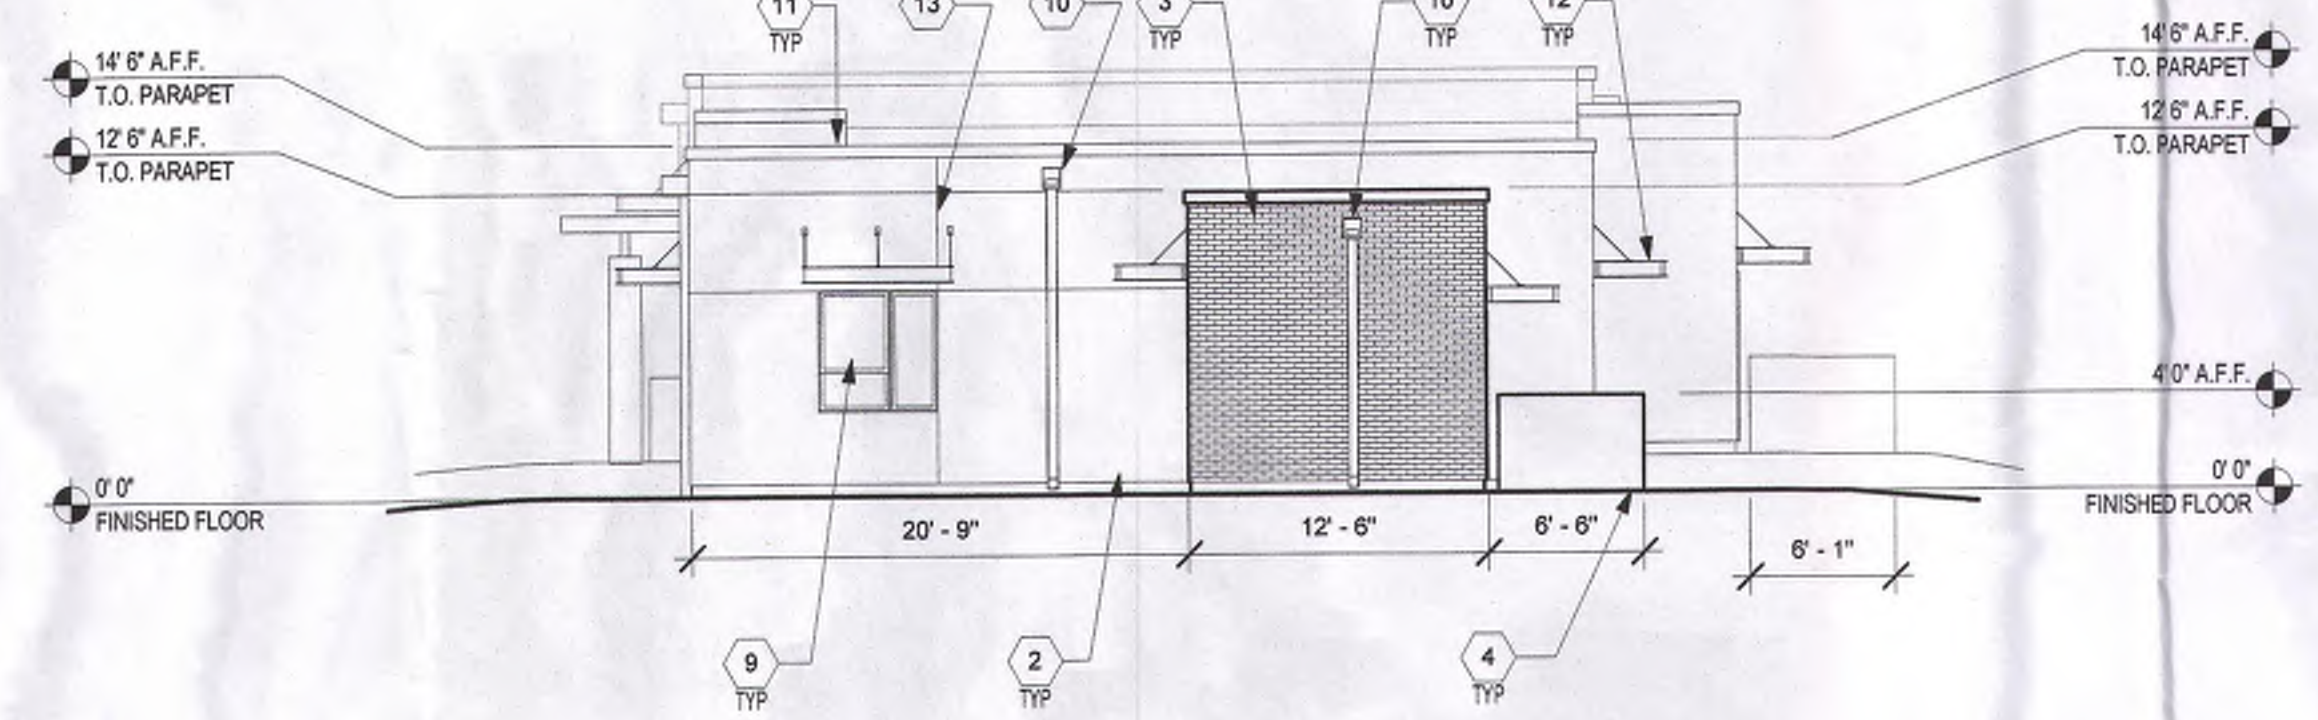 11
TYP
13
10
3
TYP
10
TYP
12
TYP
14' 6" A.F.F.
T.O. PARAPET
12' 6" A.F.F.
T.O. PARAPET
14' 6" A.F.F.
T.O. PARAPET
12' 6" A.F.F.
T.O. PARAPET
4' 0" A.F.F.
0' 0"
FINISHED FLOOR
0' 0"
FINISHED FLOOR
20' - 9"
12' - 6"
6' - 6"
6' - 1"
9
TYP
2
TYP
4
TYP